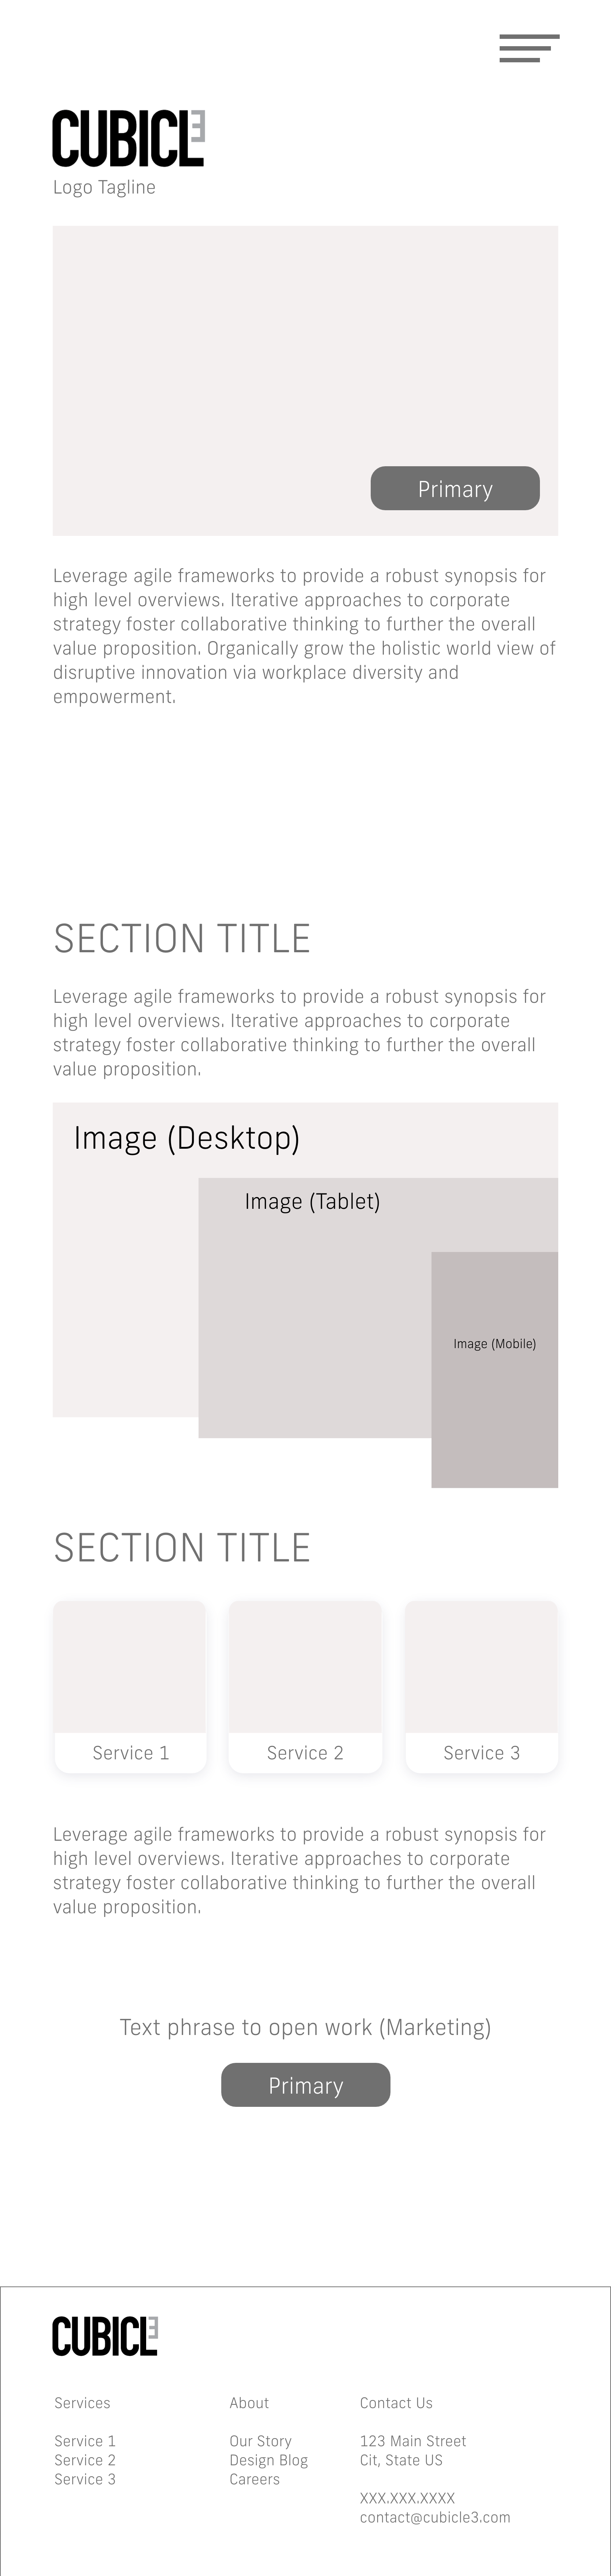 CUBICLE
Logo Tagline
Primary
Leverage agile frameworks to provide a robust synopsis for
high level overviews. Iterative approaches to corporate
strategy foster collaborative thinking to further the overall
value proposition. Organically grow the holistic world view of
disruptive innovation via workplace diversity and
empowerment.
SECTION TITLE
Leverage agile frameworks to provide a robust synopsis for
high level overviews. Iterative approaches to corporate
strategy foster collaborative thinking to further the overall
value proposition.
Image (Desktop)
Image (Tablet)
Image (Mobile)
SECTION TITLE
Service 1 Service 2 Service 3
Leverage agile frameworks to provide a robust synopsis for
high level overviews. Iterative approaches to corporate
strategy foster collaborative thinking to further the overall
value proposition.
Text phrase to open work (Marketing)
Primary
CUBICLE
Services
Service 1
Service 2
Service 3
About
Our Story
Design Blog
Careers
Contact Us
123 Main Street
Cit, State US
XXX.XXX.XXXX
contact@cubicle3.com